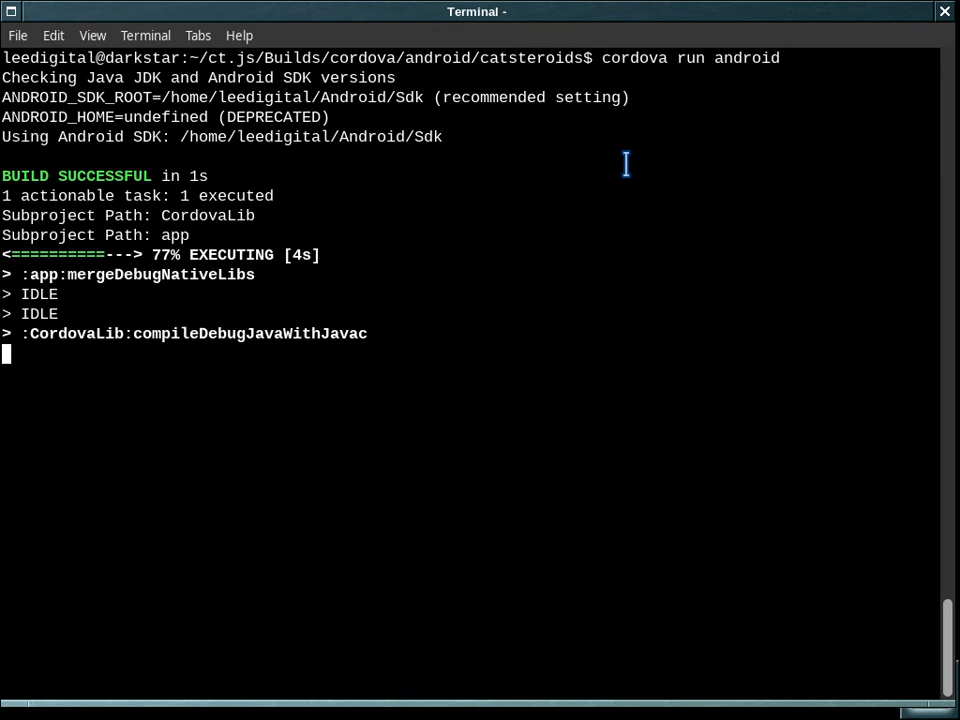 Terminal -
File Edit View Terminal Tabs Help
leedigital@darkstar:~/ct.js/Builds/cordova/android/catsteroids$ cordova run android
Checking Java JDK and Android SDK versions
ANDROID_SDK_ROOT=/home/leedigital/Android/Sdk (recommended setting)
ANDROID_HOME=undefined (DEPRECATED)
Using Android SDK: /home/leedigital/Android/Sdk
BUILD SUCCESSFUL in 1s
1 actionable task: 1 executed
Subproject Path: CordovaLib
Subproject Path: app
<==========---> 77% EXECUTING [4s]
> :app:mergeDebugNativeLibs
> IDLE
> IDLE
> :CordovaLib:compileDebugJavaWithJavac